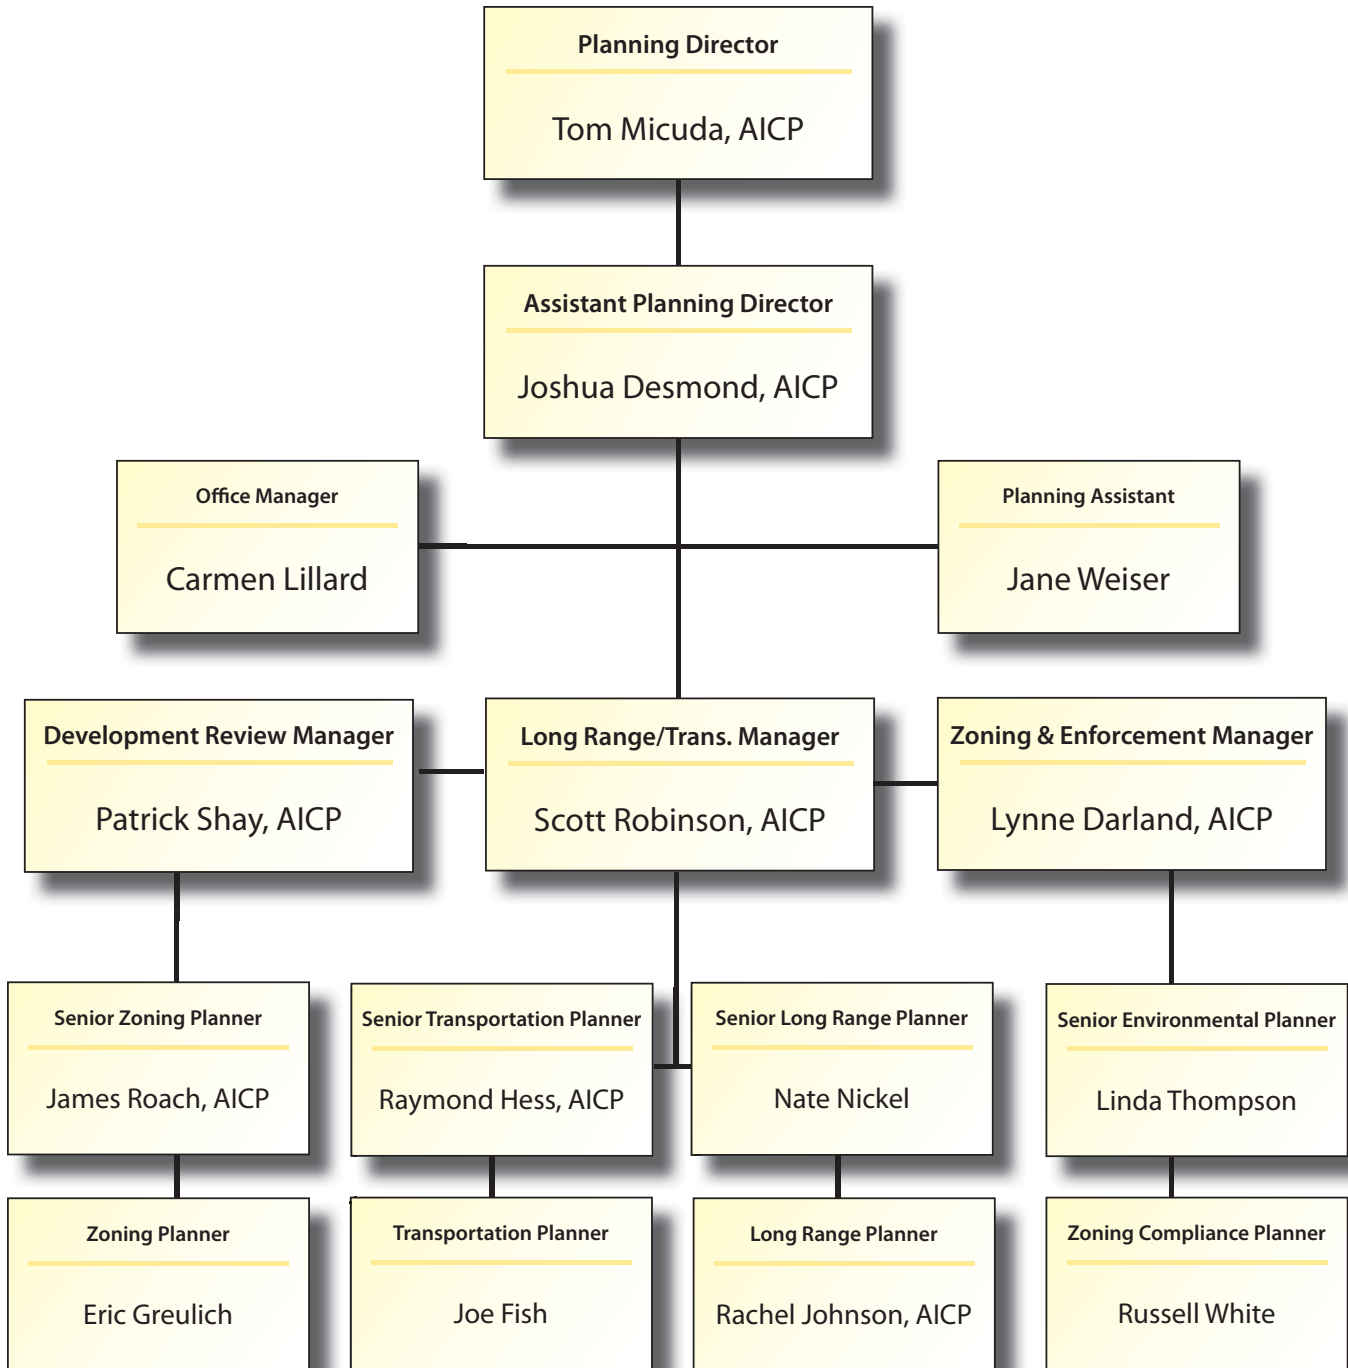 Planning Director
Tom Micuda, AICP
Assistant Planning Director
Joshua Desmond, AICP
Office Manager
Carmen Lillard
Planning Assistant
Jane Weiser
Development Review Manager
Patrick Shay, AICP
Long Range/Trans. Manager
Scott Robinson, AICP
Zoning & Enforcement Manager
Lynne Darland, AICP
Senior Zoning Planner
James Roach, AICP
Senior Transportation Planner
Raymond Hess, AICP
Senior Long Range Planner
Nate Nickel
Senior Environmental Planner
Linda Thompson
Zoning Planner
Eric Greulich
Transportation Planner
Joe Fish
Long Range Planner
Rachel Johnson, AICP
Zoning Compliance Planner
Russell White